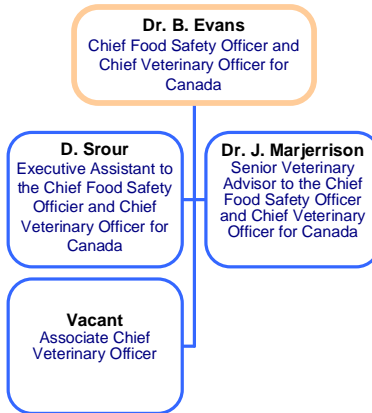 Dr. B. Evans
Chief Food Safety Officer and
Chief Veterinary Officer for
Canada
D. Srour
Executive Assistant to
the Chief Food Safety
Officier and Chief
Veterinary Officer for
Canada
Dr. J. Marjerrison
Senior Veterinary
Advisor to the Chief
Food Safety Officer
and Chief Veterinary
Officer for Canada
Vacant
Associate Chief
Veterinary Officer